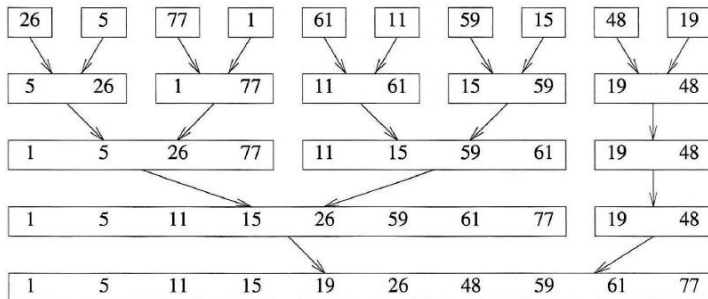 26 5 77 1 61 11 59 15 48 19
5 26 1 77 11 61 15 59 19 48
1 5 26 77 11 15 59 61 19 48
1 5 11 15 26 59 61 77 19 48
1 5 11 15 19 26 48 59 61 77